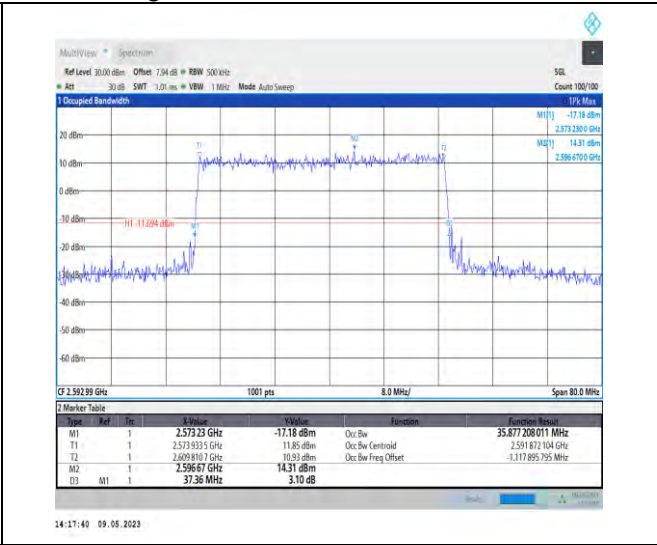 MultiView Spectrum
Ref Level 30.00 dBm Offset 7.94 dB RBW 500 kHz SGL
Att 30 dB SWT 1.01 ms VBW 1 MHz Mode Auto Sweep Count 100/100
1 Occupied Bandwidth 1Pk Max
M1[1] -17.18 dBm
2.573 230 0 GHz
20 dBm M2[1] 14.31 dBm
2.596 670 0 GHz
T1 M2 T2
10 dBm
0 dBm
-10 dBm
H1 -11.694 dBm M1
-20 dBm
-30 dBm
-40 dBm
-50 dBm
-60 dBm
CF 2.592 99 GHz 1001 pts 8.0 MHz/ Span 80.0 MHz
2 Marker Table
Type Ref Trc X-Value Y-Value Function Function Result
M1 1 2.573 23 GHz -17.18 dBm Occ Bw 35.877 208 011 MHz
T1 1 2.573 933 5 GHz 11.85 dBm Occ Bw Centroid 2.591 872 104 GHz
T2 1 2.609 810 7 GHz 10.93 dBm Occ Bw Freq Offset -1.117 895 795 MHz
M2 1 2.596 67 GHz 14.31 dBm
D3 M1 1 37.36 MHz 3.10 dB
14:17:40 09.05.2023